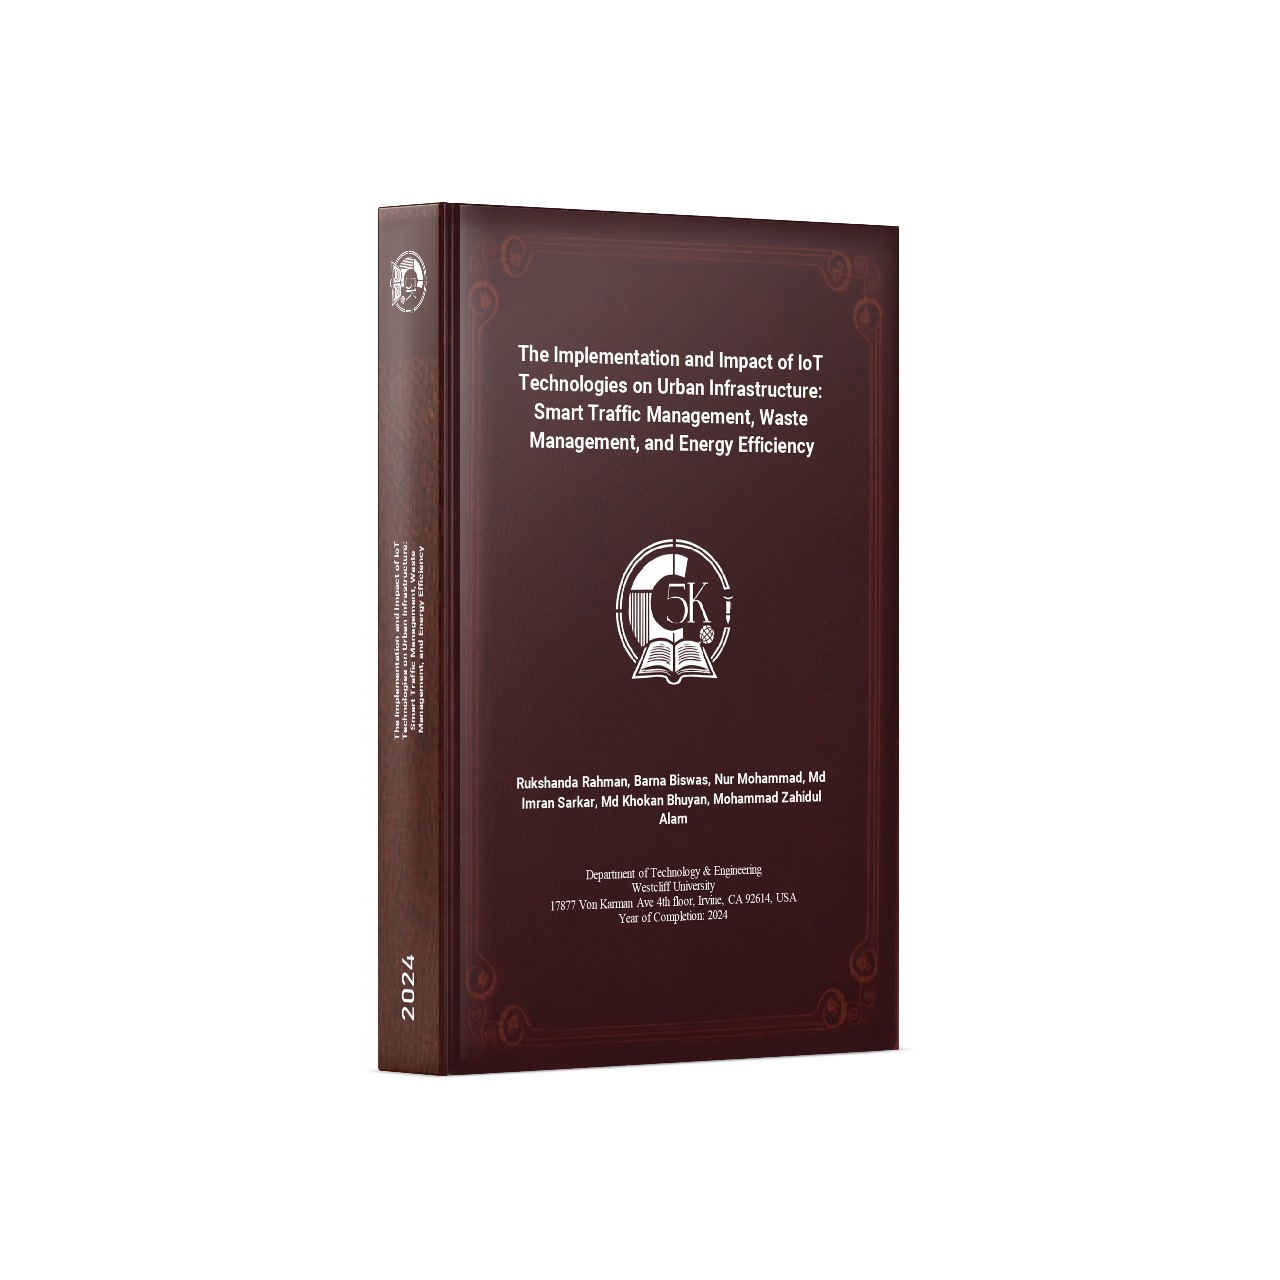 The Implementation and Impact of IoT
Technologies on Urban Infrastructure:
Smart Traffic Management, Waste
Management, and Energy Efficiency
5K
Rukshanda Rahman, Barna Biswas, Nur Mohammad, Md
Imran Sarkar, Md Khokan Bhuyan, Mohammad Zahidul
Alam
Department of Technology & Engineering
Westcliff University
17877 Von Karman Ave 4th floor, Irvine, CA 92614, USA
Year of Completion: 2024
The Implementation and Impact of IoT
Technologies on Urban Infrastructure:
Smart Traffic Management, Waste
Management, and Energy Efficiency
2024